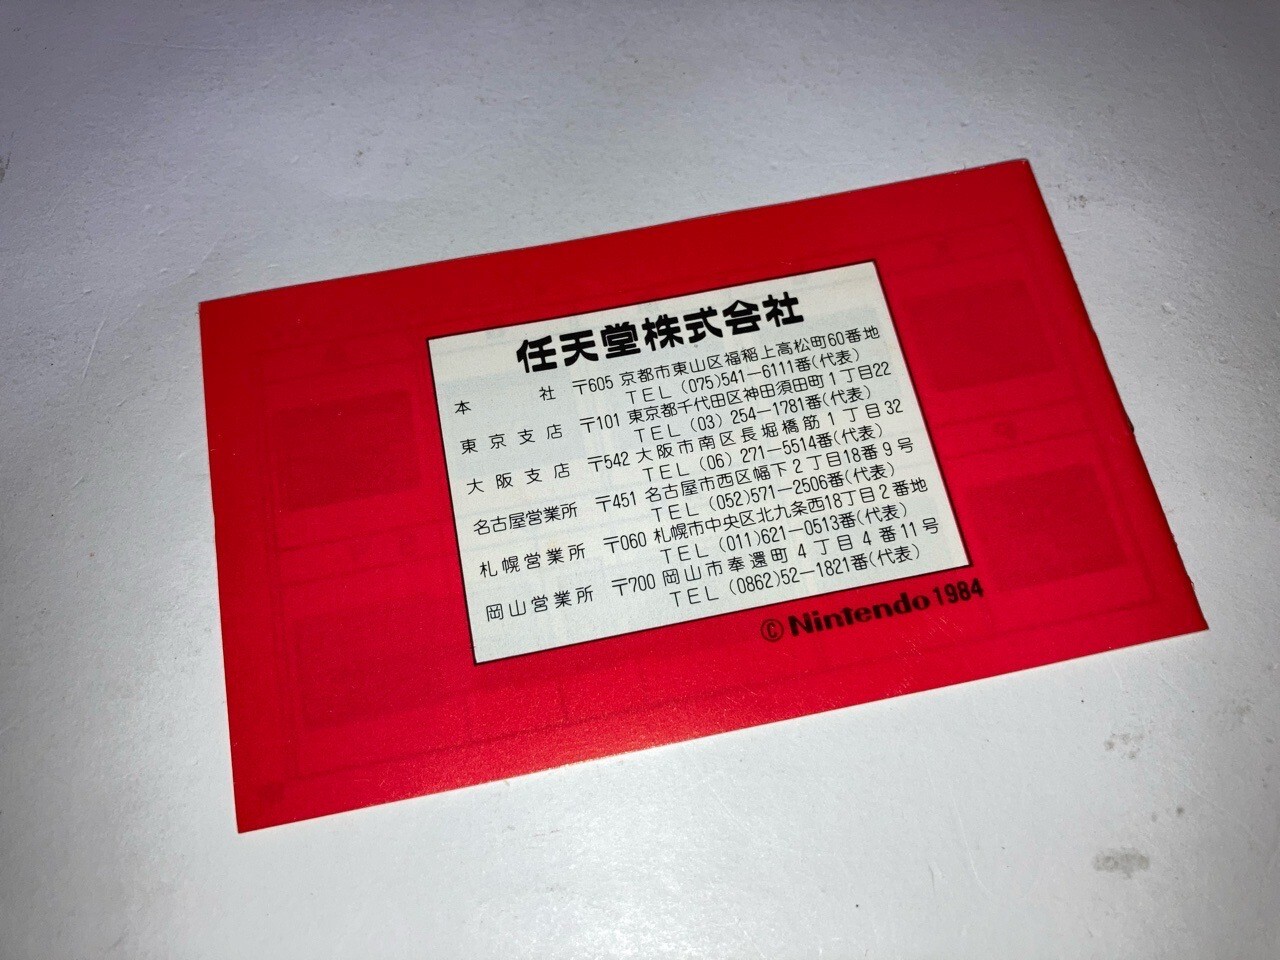 任天堂株式会社
本社 〒605 京都市東山区福稲上高松町60番地
TEL (075)541-6111番(代表)
東京支店 〒101 東京都千代田区神田須田町1丁目22
TEL (03) 254-1781番(代表)
大阪支店 〒542 大阪市南区長堀橋筋1丁目32
TEL (06) 271-5514番(代表)
名古屋営業所 〒451 名古屋市西区幅下2丁目18番9号
TEL (052)571-2506番(代表)
札幌営業所 〒060 札幌市中央区北九条西18丁目2番地
TEL (011)621-0513番(代表)
岡山営業所 〒700 岡山市奉還町4丁目4番11号
TEL (0862)52-1821番(代表)
©Nintendo 1984